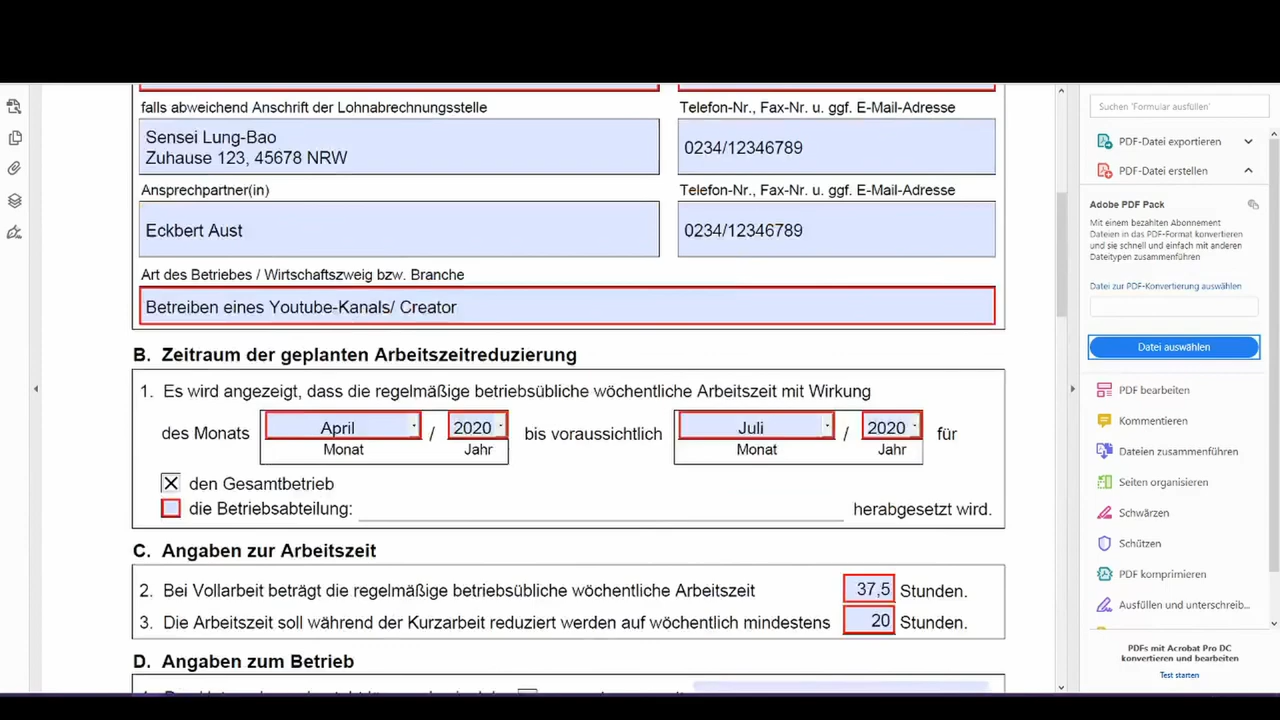 falls abweichend Anschrift der Lohnabrechnungsstelle
Telefon-Nr., Fax-Nr. u. ggf. E-Mail-Adresse
Sensei Lung-Bao
Zuhause 123, 45678 NRW
0234/12346789
Ansprechpartner(in)
Telefon-Nr., Fax-Nr. u. ggf. E-Mail-Adresse
Eckbert Aust
0234/12346789
Art des Betriebes / Wirtschaftszweig bzw. Branche
Betreiben eines Youtube-Kanals/ Creator
B. Zeitraum der geplanten Arbeitszeitreduzierung
1. Es wird angezeigt, dass die regelmäßige betriebsübliche wöchentliche Arbeitszeit mit Wirkung
des Monats April / 2020 bis voraussichtlich Juli / 2020 für
Monat Jahr Monat Jahr
den Gesamtbetrieb
die Betriebsabteilung: herabgesetzt wird.
C. Angaben zur Arbeitszeit
2. Bei Vollarbeit beträgt die regelmäßige betriebsübliche wöchentliche Arbeitszeit 37,5 Stunden.
3. Die Arbeitszeit soll während der Kurzarbeit reduziert werden auf wöchentlich mindestens 20 Stunden.
D. Angaben zum Betrieb
Suchen 'Formular ausfüllen'
PDF-Datei exportieren
PDF-Datei erstellen
Adobe PDF Pack
Mit einem bezahlten Abonnement
Dateien in das PDF-Format konvertieren
und sie schnell und einfach mit anderen
Dateitypen zusammenführen
Datei zur PDF-Konvertierung auswählen
Datei auswählen
PDF bearbeiten
Kommentieren
Dateien zusammenführen
Seiten organisieren
Schwärzen
Schützen
PDF komprimieren
Ausfüllen und unterschreib...
PDFs mit Acrobat Pro DC
konvertieren und bearbeiten
Test starten